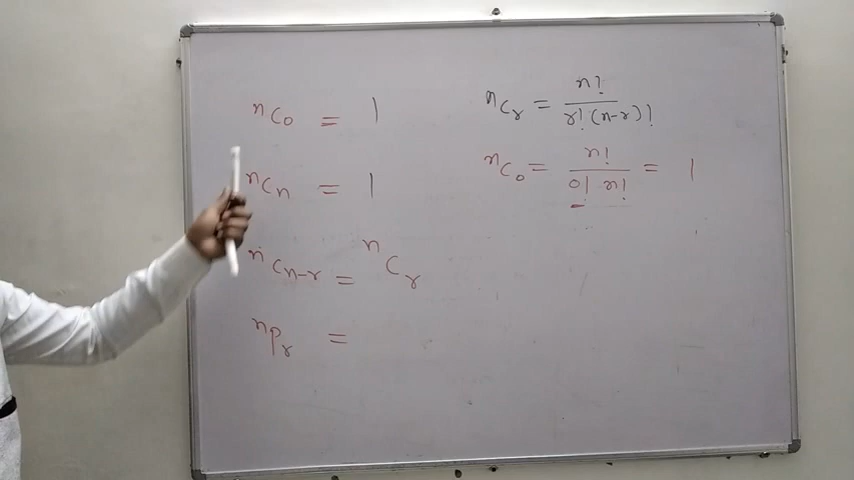 ⁿC₀ = 1
ⁿCₙ = 1
ⁿCₙ₋ᵣ = ⁿCᵣ
ⁿPᵣ =
ⁿCᵣ = n! / r! (n-r)!
ⁿC₀ = n! / 0! n! = 1